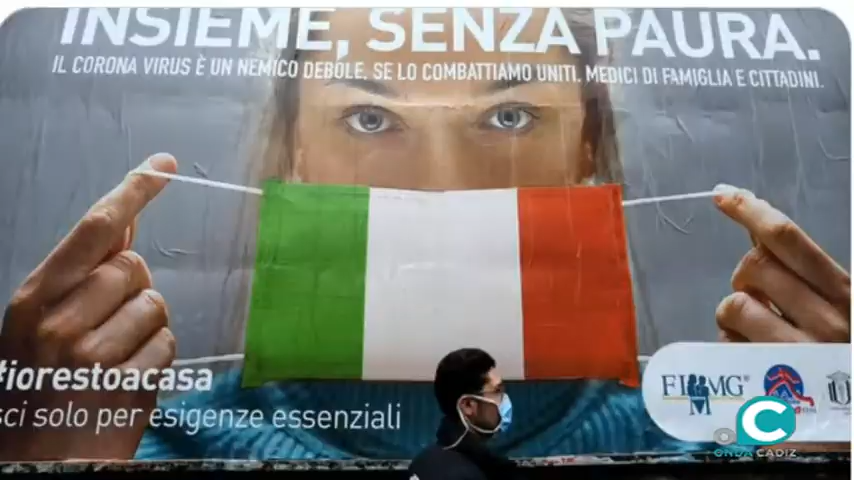 INSIEME, SENZA PAURA.
IL CORONA VIRUS È UN NEMICO DEBOLE, SE LO COMBATTIAMO UNITI. MEDICI DI FAMIGLIA E CITTADINI.
#iorestoacasa
sci solo per esigenze essenziali
FIMMG
ONDA CADIZ